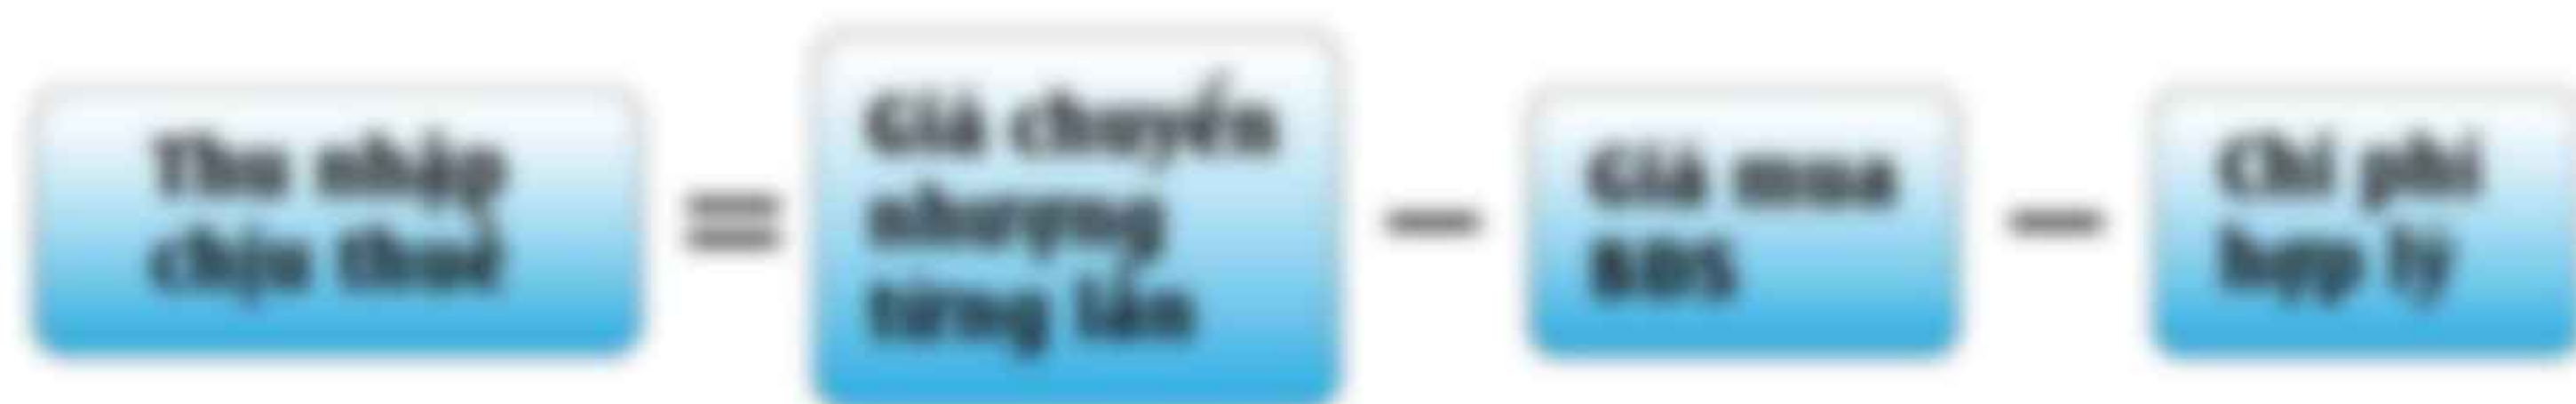 Thu nhập
chịu thuế
=
Giá chuyển
nhượng
từng lần
–
Giá mua
BĐS
–
Chi phí
hợp lý